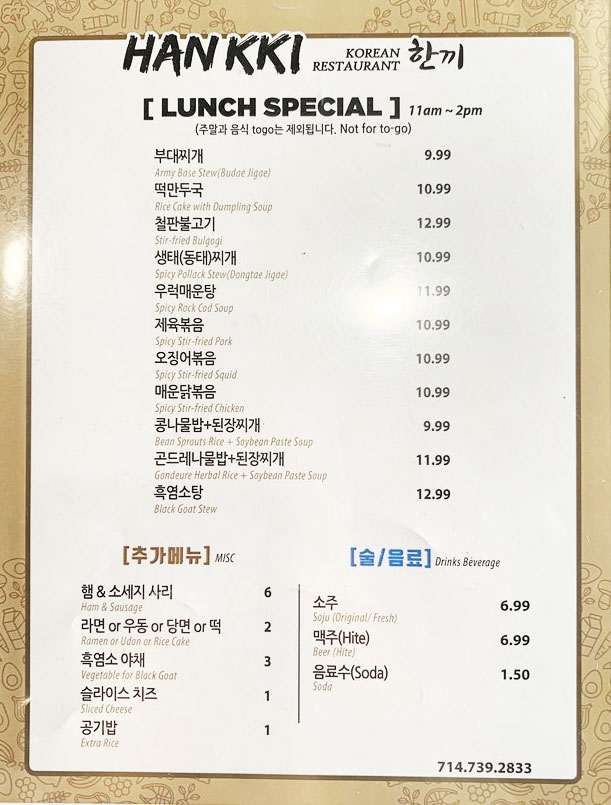 HAN KKI KOREAN RESTAURANT 한끼
[ LUNCH SPECIAL ] 11am ~ 2pm
(주말과 음식 togo는 제외됩니다. Not for to-go)
부대찌개 9.99
Army Base Stew(Budae Jigae)
떡만두국 10.99
Rice Cake with Dumpling Soup
철판불고기 12.99
Stir-fried Bulgogi
생태(동태)찌개 10.99
Spicy Pollack Stew(Dongtae Jigae)
우럭매운탕 11.99
Spicy Rock Cod Soup
제육볶음 10.99
Spicy Stir-fried Pork
오징어볶음 10.99
Spicy Stir-fried Squid
매운닭볶음 10.99
Spicy Stir-fried Chicken
콩나물밥+된장찌개 9.99
Bean Sprouts Rice + Soybean Paste Soup
곤드레나물밥+된장찌개 11.99
Gondeure Herbal Rice + Soybean Paste Soup
흑염소탕 12.99
Black Goat Stew
[추가메뉴] MISC
햄 & 소세지 사리 6
Ham & Sausage
라면 or 우동 or 당면 or 떡 2
Ramen or Udon or Rice Cake
흑염소 야채 3
Vegetable for Black Goat
슬라이스 치즈 1
Sliced Cheese
공기밥 1
Extra Rice
[술/음료] Drinks Beverage
소주 6.99
Soju (Original/ Fresh)
맥주(Hite) 6.99
Beer (Hite)
음료수(Soda) 1.50
Soda
714.739.2833